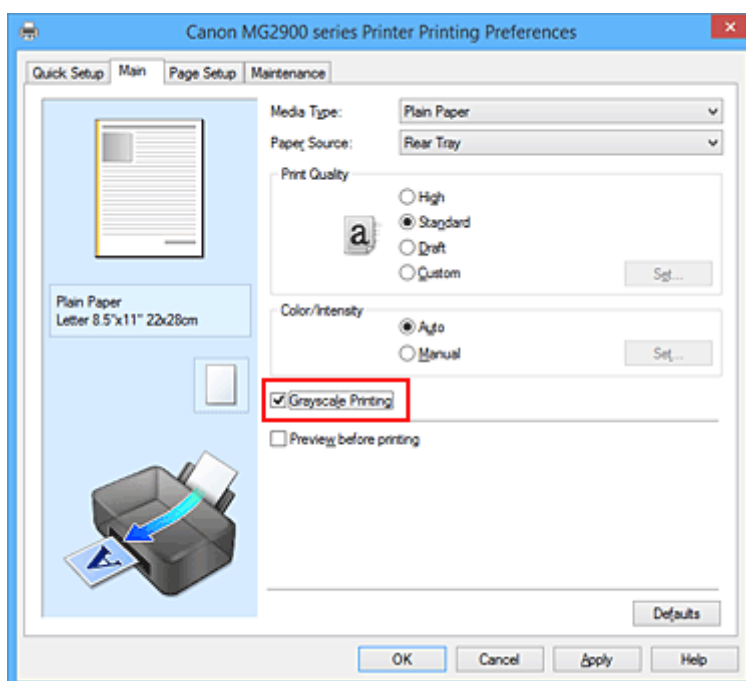 Canon MG2900 series Printer Printing Preferences
Quick Setup Main Page Setup Maintenance
Media Type: Plain Paper
Paper Source: Rear Tray
Print Quality
High
a Standard
Draft
Custom Set...
Plain Paper
Letter 8.5"x11" 22x28cm
Color/Intensity
Auto
Manual Set...
Grayscale Printing
Preview before printing
A
Defaults
OK Cancel Apply Help